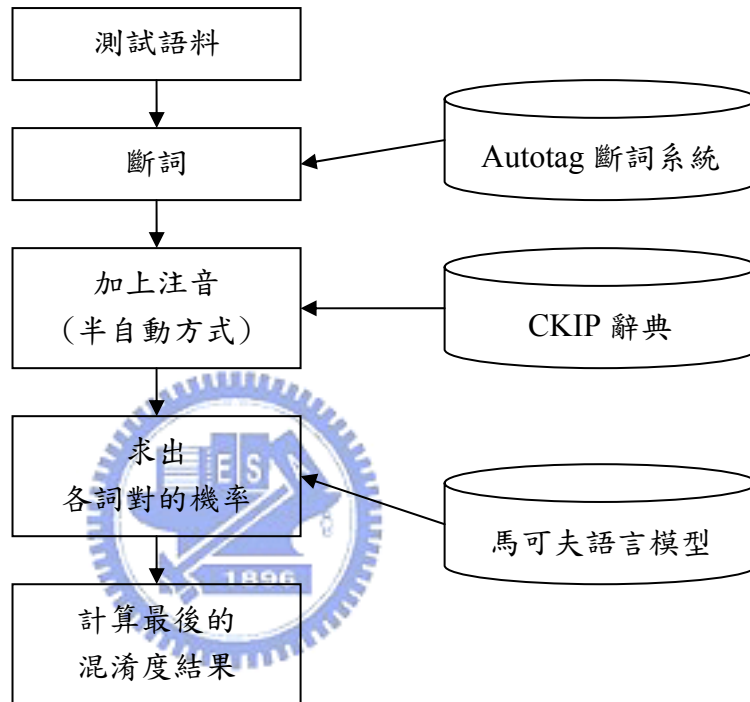 測試語料
斷詞
Autotag 斷詞系統
加上注音
（半自動方式）
CKIP 辭典
求出
各詞對的機率
馬可夫語言模型
計算最後的
混淆度結果
E S
1896